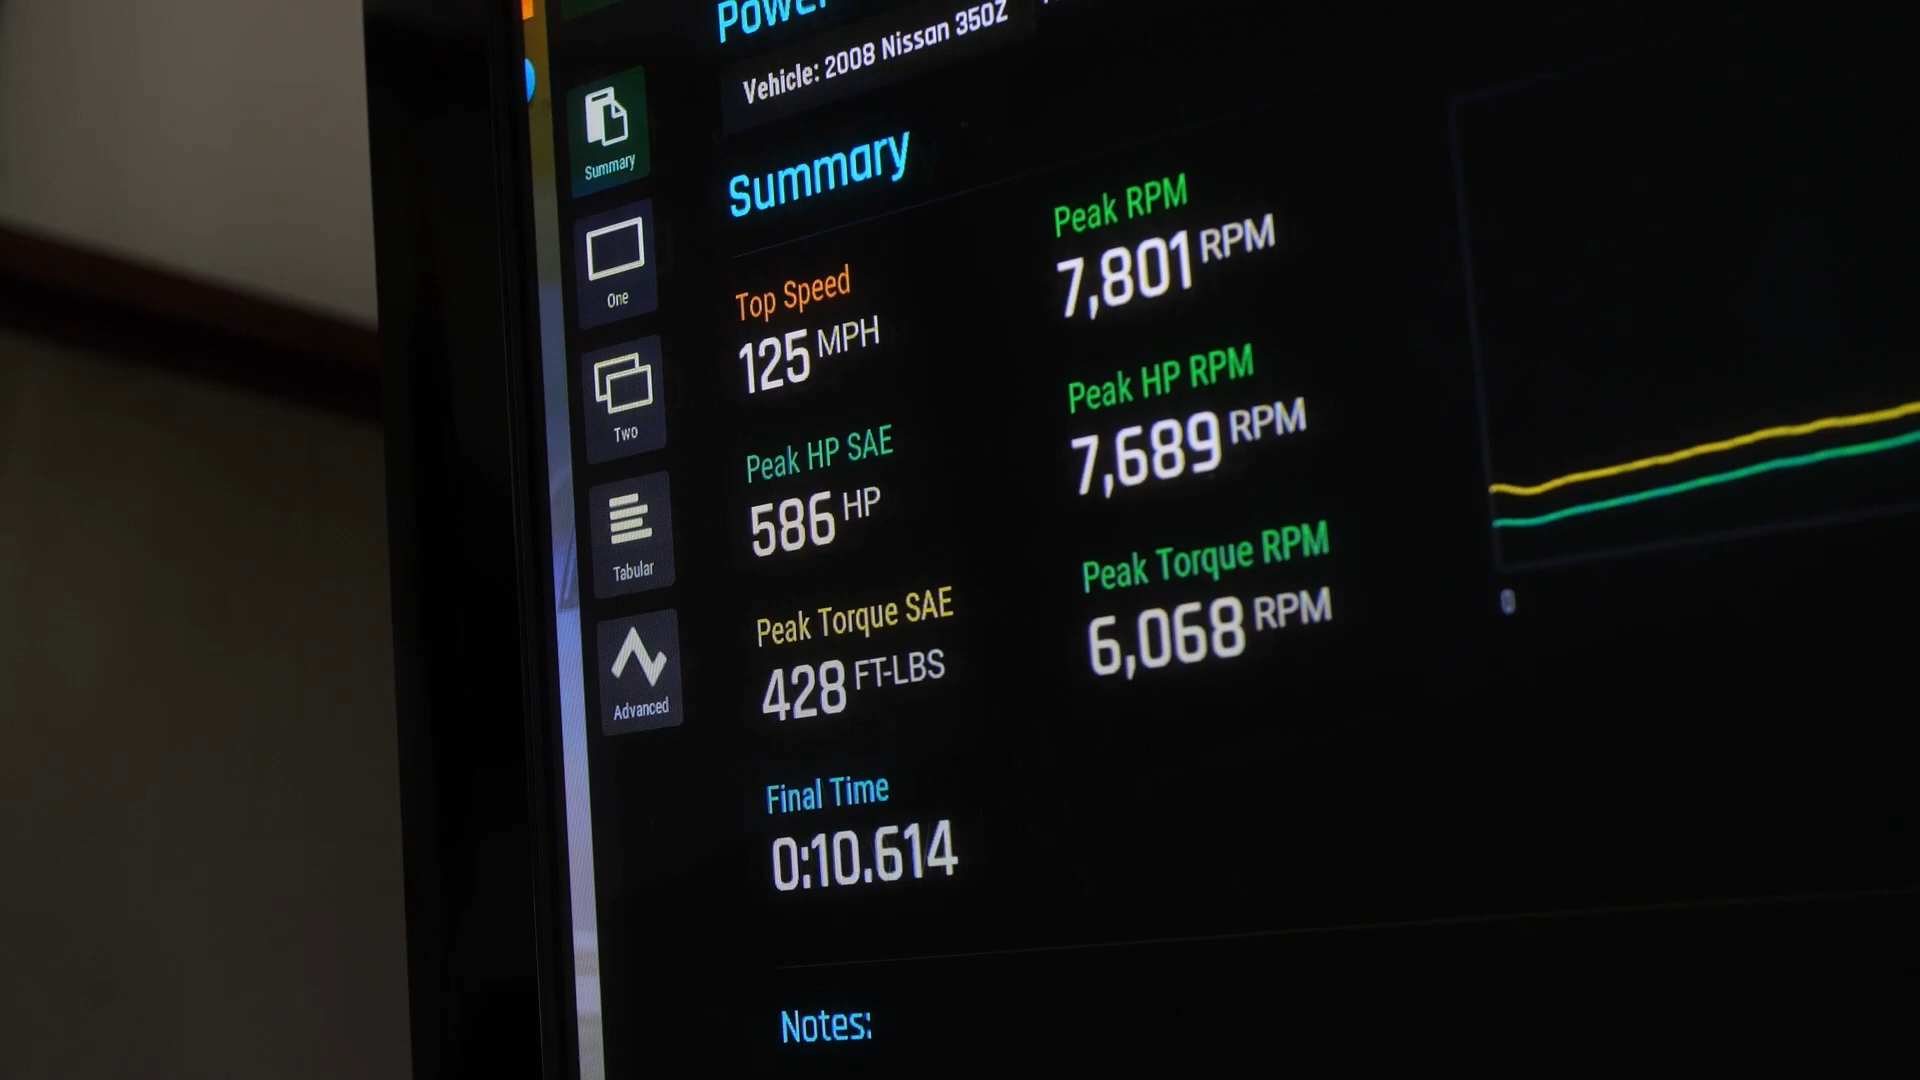 Power
Vehicle: 2008 Nissan 350Z
Summary
Summary
One
Two
Tabular
Advanced
Top Speed
125 MPH
Peak HP SAE
586 HP
Peak Torque SAE
428 FT-LBS
Final Time
0:10.614
Peak RPM
7,801 RPM
Peak HP RPM
7,689 RPM
Peak Torque RPM
6,068 RPM
0
Notes: